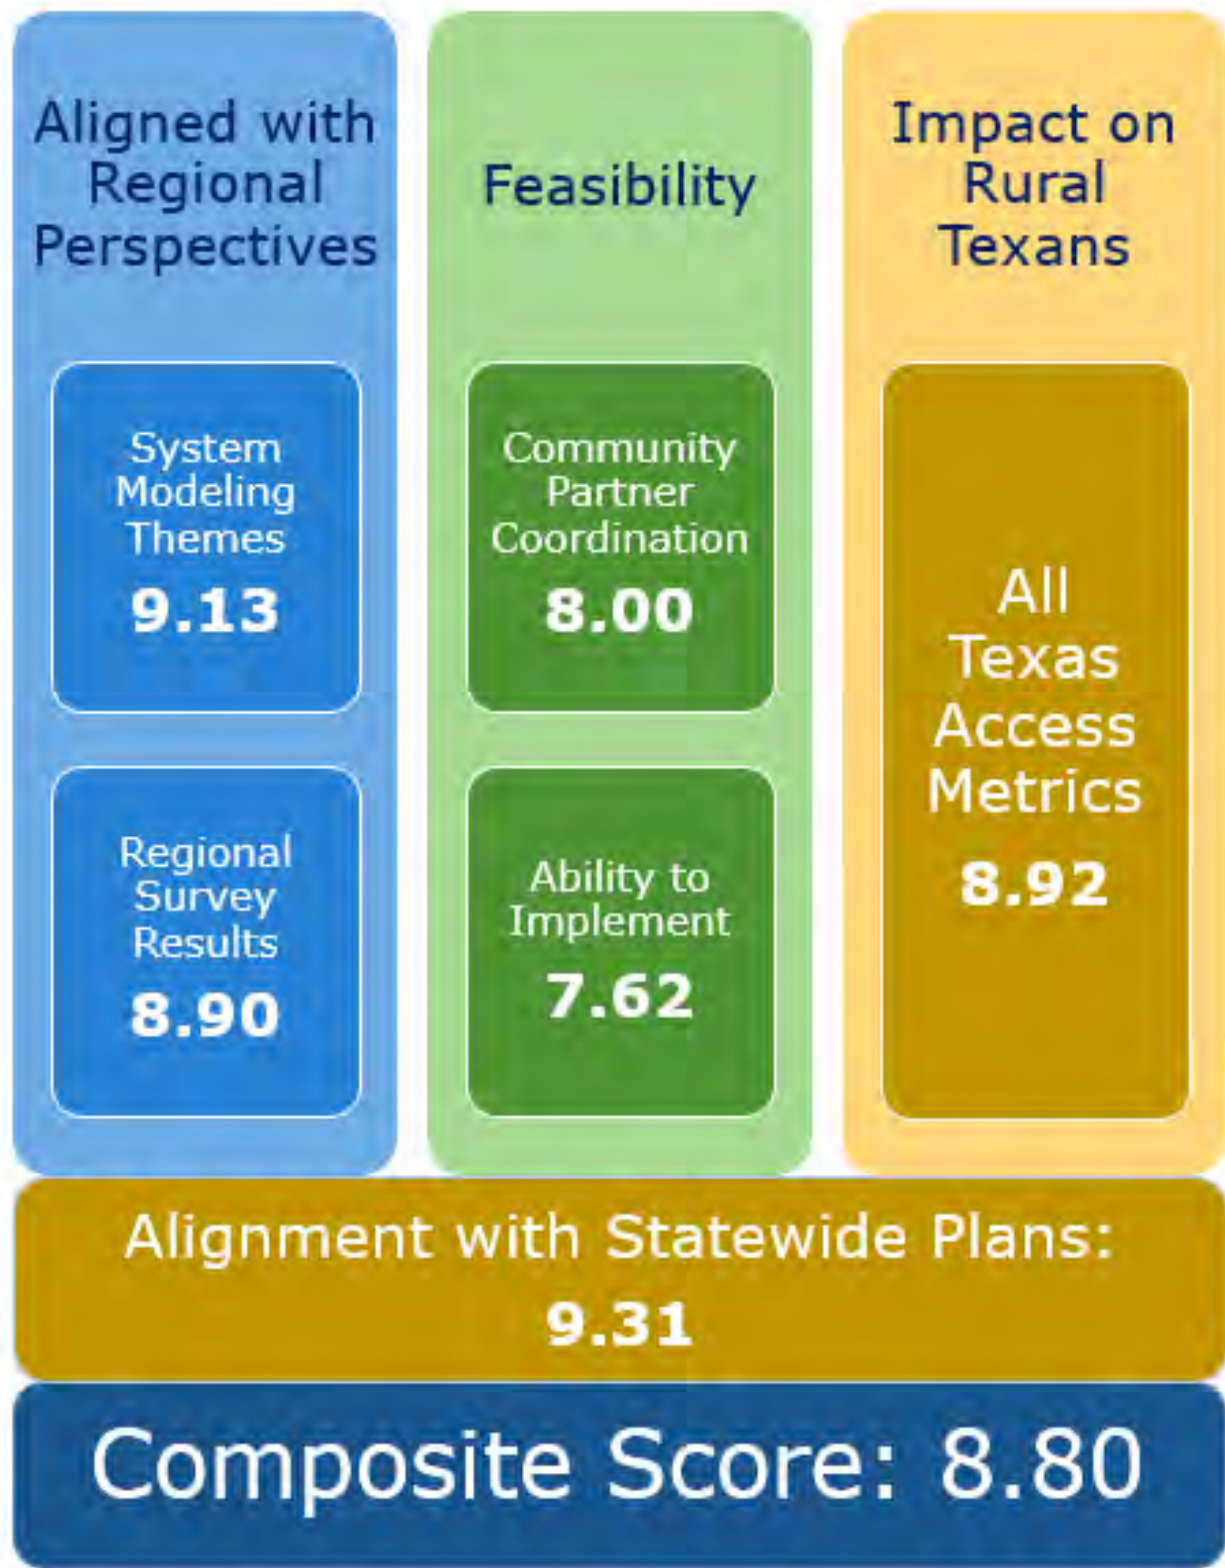 Aligned with
Regional
Perspectives
System
Modeling
Themes
9.13
Regional
Survey
Results
8.90
Feasibility
Community
Partner
Coordination
8.00
Ability to
Implement
7.62
Impact on
Rural
Texans
All
Texas
Access
Metrics
8.92
Alignment with Statewide Plans:
9.31
Composite Score: 8.80